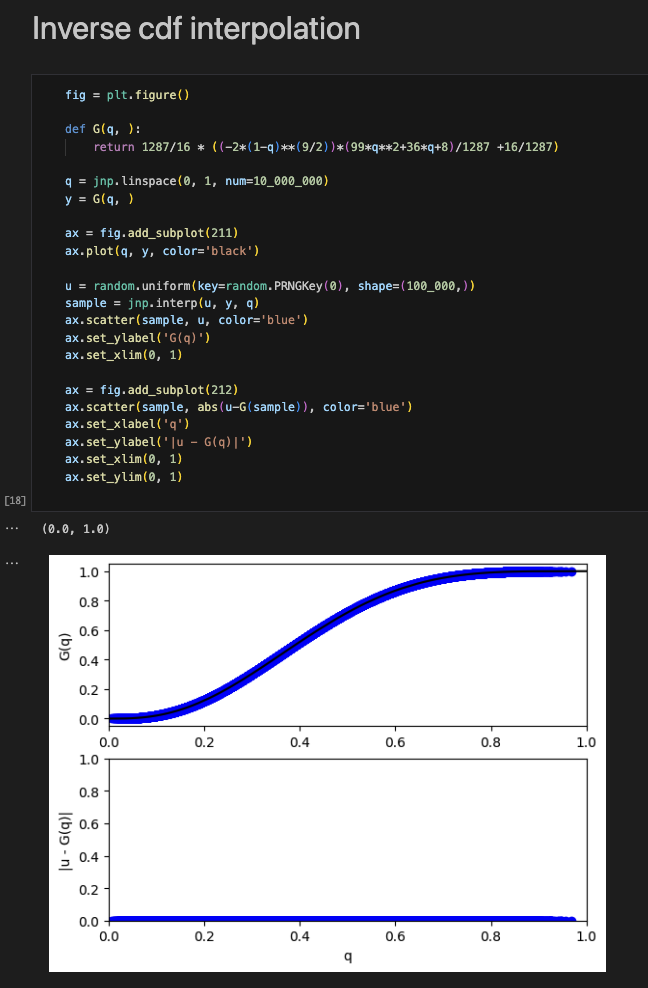 Inverse cdf interpolation
fig = plt.figure()
def G(q, ):
return 1287/16 * ((-2*(1-q)**(9/2))*(99*q**2+36*q+8)/1287 +16/1287)
q = jnp.linspace(0, 1, num=10_000_000)
y = G(q, )
ax = fig.add_subplot(211)
ax.plot(q, y, color='black')
u = random.uniform(key=random.PRNGKey(0), shape=(100_000,))
sample = jnp.interp(u, y, q)
ax.scatter(sample, u, color='blue')
ax.set_ylabel('G(q)')
ax.set_xlim(0, 1)
ax = fig.add_subplot(212)
ax.scatter(sample, abs(u-G(sample)), color='blue')
ax.set_xlabel('q')
ax.set_ylabel('|u - G(q)|')
ax.set_xlim(0, 1)
ax.set_ylim(0, 1)
[18]
... (0.0, 1.0)
...
1.0
0.8
0.6
0.4
0.2
0.0
G(q)
0.0 0.2 0.4 0.6 0.8 1.0
1.0
0.8
0.6
0.4
0.2
0.0
|u - G(q)|
0.0 0.2 0.4 0.6 0.8 1.0
q